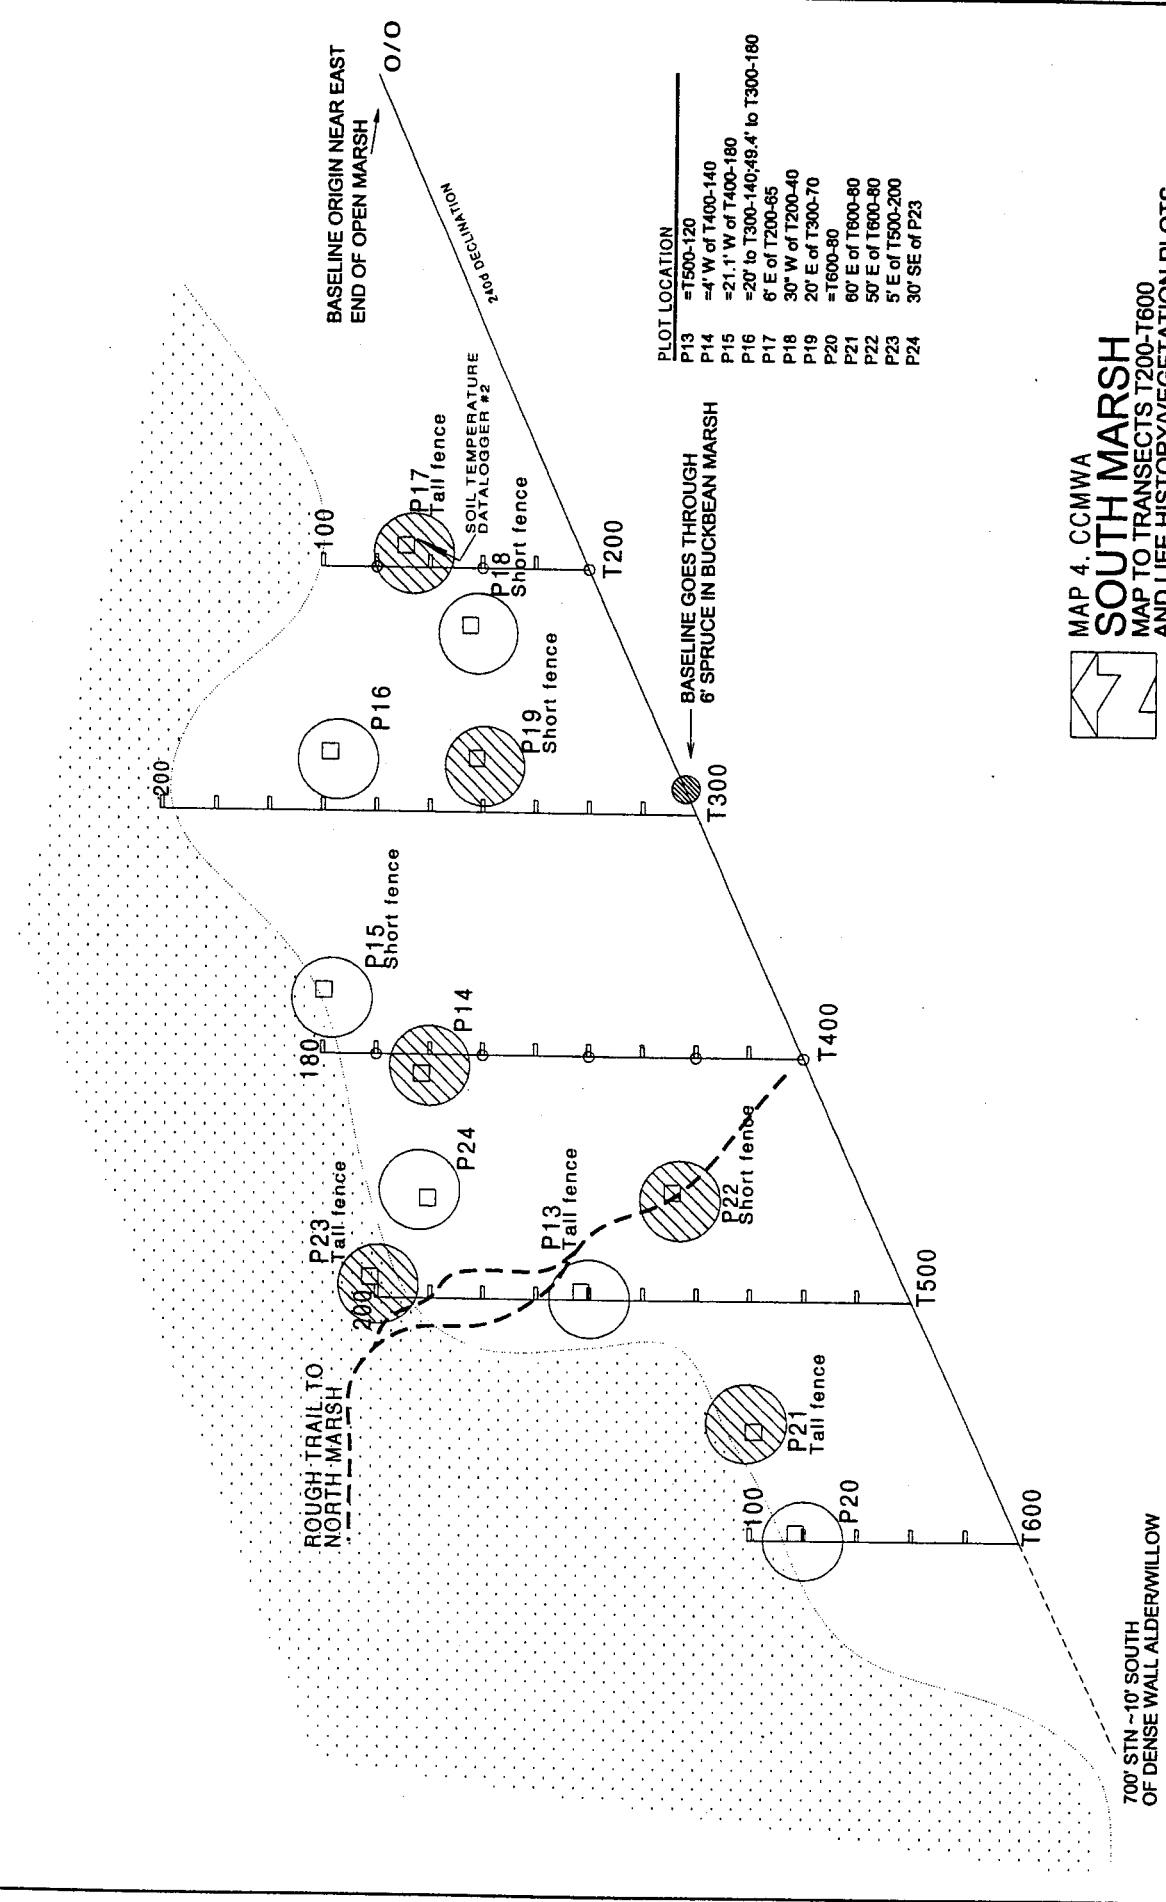 BASELINE ORIGIN NEAR EAST
END OF OPEN MARSH
0/0
240d DECLINATION
100
P17
Tall fence
SOIL TEMPERATURE
DATALOGGER #2
P18
Short fence
T200
P16
P19
Short fence
200
BASELINE GOES THROUGH
6' SPRUCE IN BUCKBEAN MARSH
T300
P15
Short fence
180
P14
T400
P24
P23
Tall fence
200
P13
Tall fence
P22
Short fence
T500
ROUGH TRAIL TO
NORTH MARSH
P21
Tall fence
100
P20
T600
700' STN ~10' SOUTH
OF DENSE WALL ALDER/WILLOW
PLOT LOCATION
P13 =T500-120
P14 =4' W of T400-140
P15 =21.1' W of T400-180
P16 =20' to T300-140;49.4' to T300-180
P17 6' E of T200-65
P18 30" W of T200-40
P19 20' E of T300-70
P20 =T600-80
P21 60' E of T600-80
P22 50' E of T600-80
P23 5' E of T500-200
P24 30' SE of P23
MAP 4. CCMWA
SOUTH MARSH
MAP TO TRANSECTS T200-T600
AND LIFE HISTORY/VEGETATION PLOTS